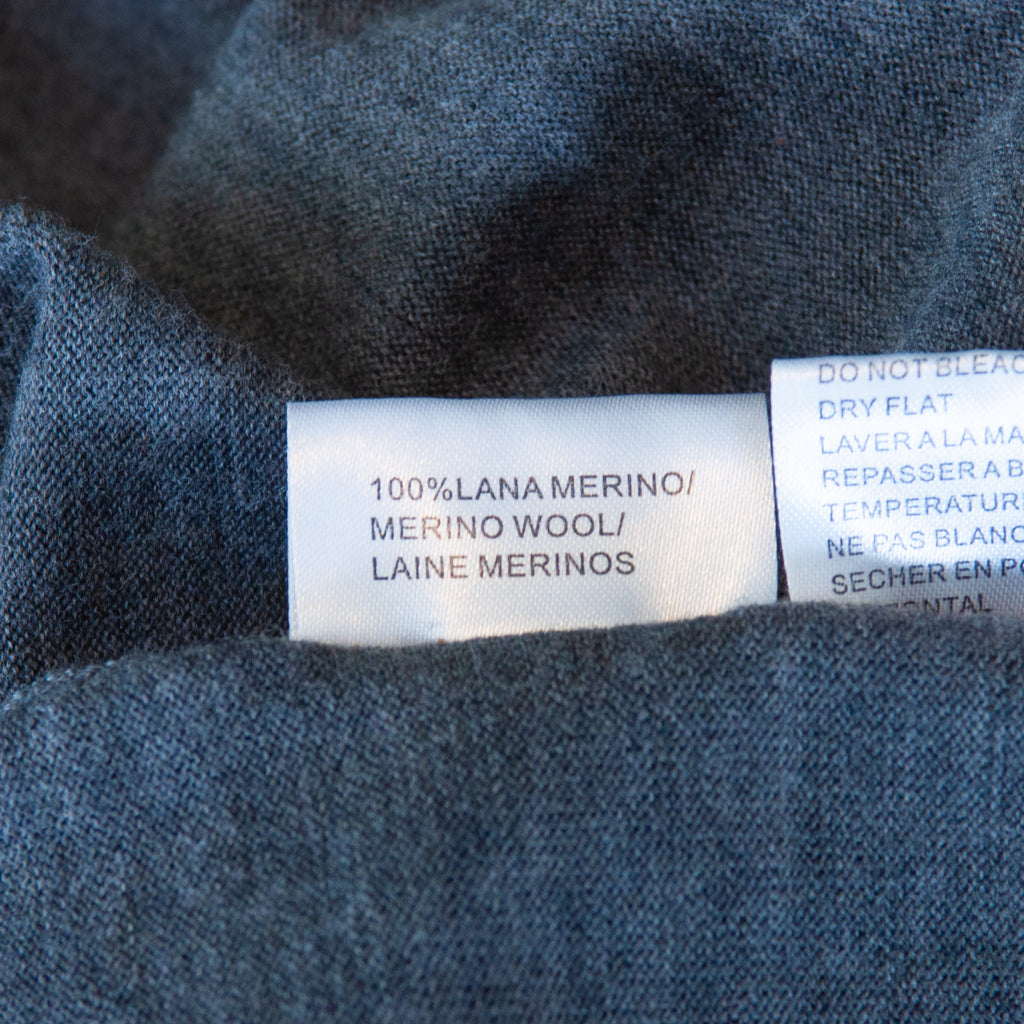 100%LANA MERINO/
MERINO WOOL/
LAINE MERINOS
DO NOT BLEAC
DRY FLAT
LAVER A LA MA
REPASSER A B
TEMPERATUR
NE PAS BLANC
SECHER EN PO
ZONTAL